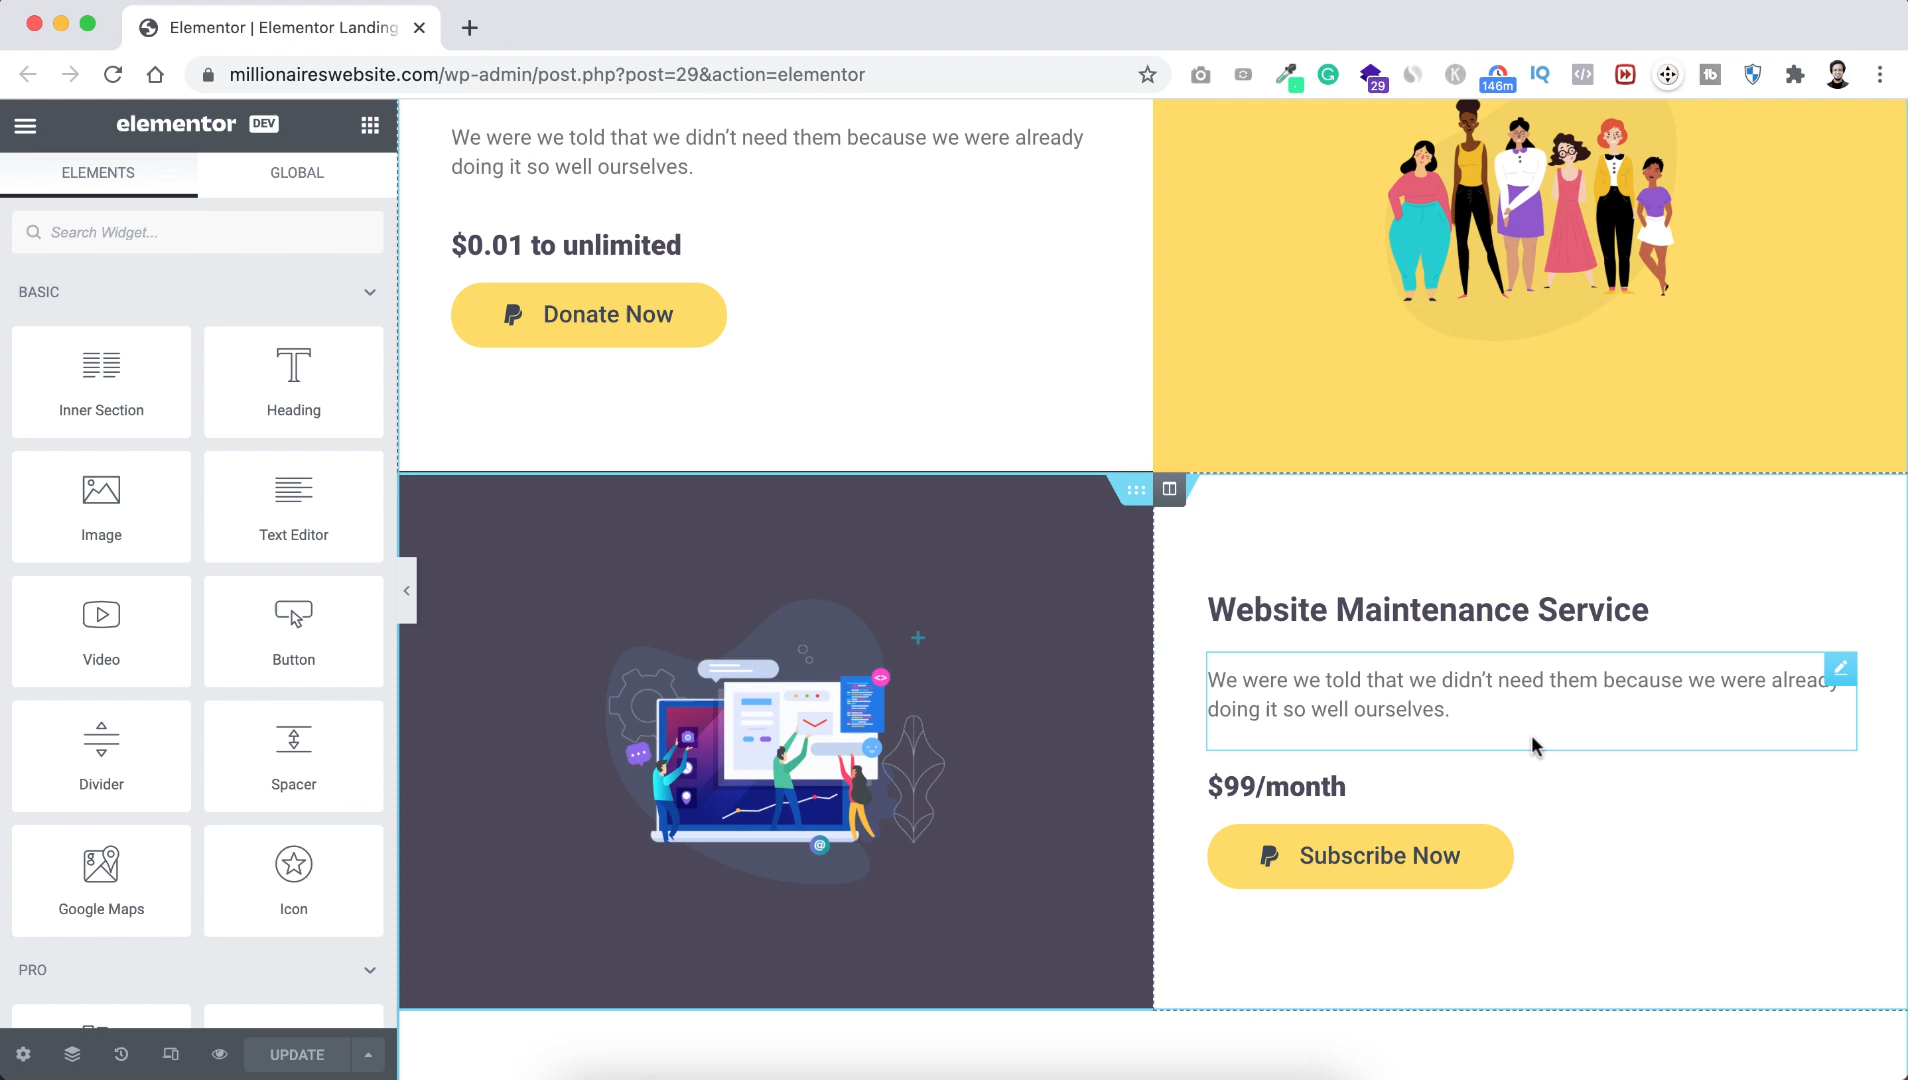 Elementor | Elementor Landing
millionaireswebsite.com/wp-admin/post.php?post=29&action=elementor
29
146m
IQ
K
tb
elementor DEV
ELEMENTS
GLOBAL
Search Widget...
BASIC
Inner Section
Heading
Image
Text Editor
Video
Button
Divider
Spacer
Google Maps
Icon
PRO
UPDATE
We were we told that we didn’t need them because we were already
doing it so well ourselves.
$0.01 to unlimited
Donate Now
Website Maintenance Service
We were we told that we didn’t need them because we were already
doing it so well ourselves.
$99/month
Subscribe Now